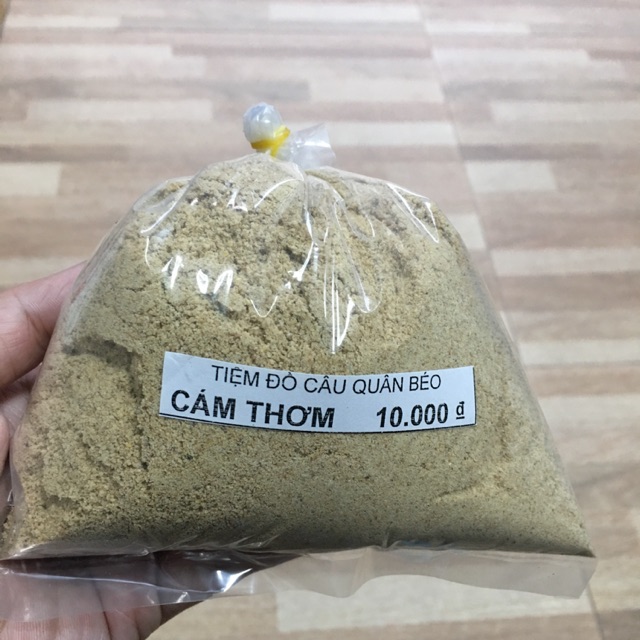 TIỆM ĐỒ CÂU QUÂN BÉO
CÁM THƠM 10.000 đ